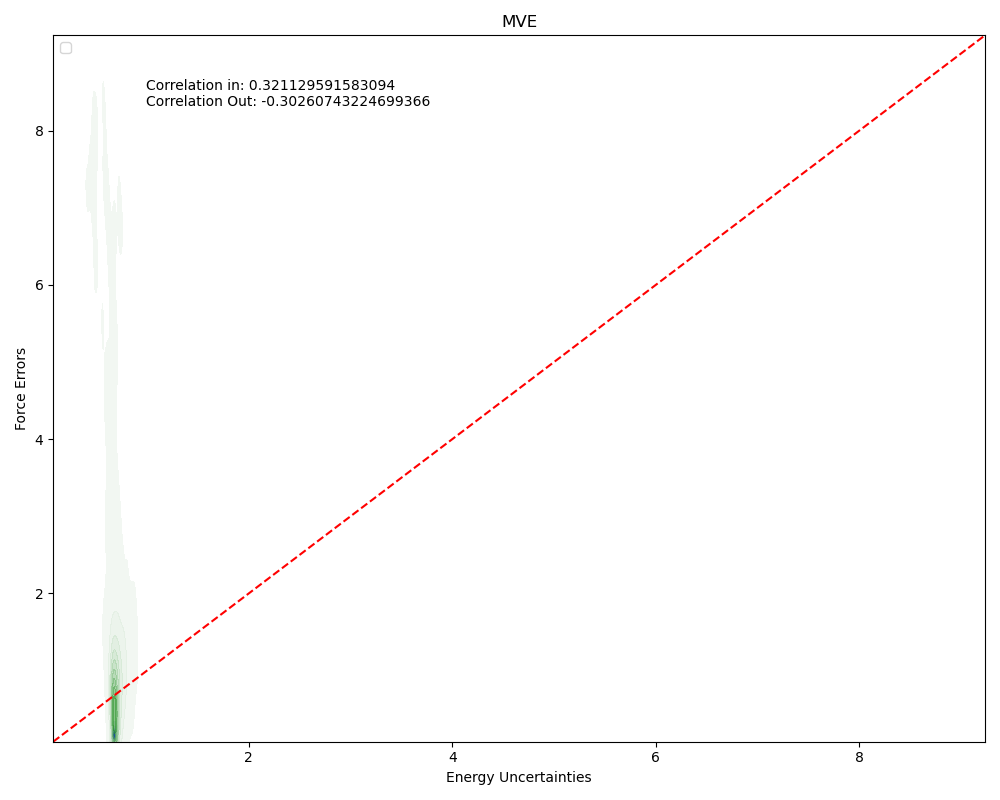 MVE
Correlation in: 0.321129591583094
Correlation Out: -0.30260743224699366
8
6
4
2
Force Errors
2 4 6 8
Energy Uncertainties